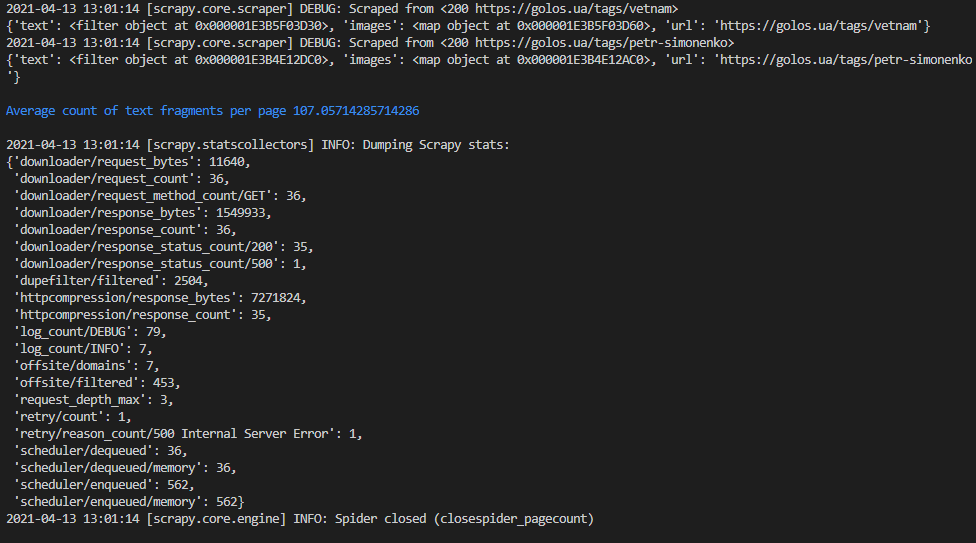 2021-04-13 13:01:14 [scrapy.core.scraper] DEBUG: Scraped from <200 https://golos.ua/tags/vetnam>
{'text': <filter object at 0x000001E3B5F03D30>, 'images': <map object at 0x000001E3B5F03D60>, 'url': 'https://golos.ua/tags/vetnam'}
2021-04-13 13:01:14 [scrapy.core.scraper] DEBUG: Scraped from <200 https://golos.ua/tags/petr-simonenko>
{'text': <filter object at 0x000001E3B4E12DC0>, 'images': <map object at 0x000001E3B4E12AC0>, 'url': 'https://golos.ua/tags/petr-simonenko
'}
Average count of text fragments per page 107.05714285714286
2021-04-13 13:01:14 [scrapy.statscollectors] INFO: Dumping Scrapy stats:
{'downloader/request_bytes': 11640,
 'downloader/request_count': 36,
 'downloader/request_method_count/GET': 36,
 'downloader/response_bytes': 1549933,
 'downloader/response_count': 36,
 'downloader/response_status_count/200': 35,
 'downloader/response_status_count/500': 1,
 'dupefilter/filtered': 2504,
 'httpcompression/response_bytes': 7271824,
 'httpcompression/response_count': 35,
 'log_count/DEBUG': 79,
 'log_count/INFO': 7,
 'offsite/domains': 7,
 'offsite/filtered': 453,
 'request_depth_max': 3,
 'retry/count': 1,
 'retry/reason_count/500 Internal Server Error': 1,
 'scheduler/dequeued': 36,
 'scheduler/dequeued/memory': 36,
 'scheduler/enqueued': 562,
 'scheduler/enqueued/memory': 562}
2021-04-13 13:01:14 [scrapy.core.engine] INFO: Spider closed (closespider_pagecount)